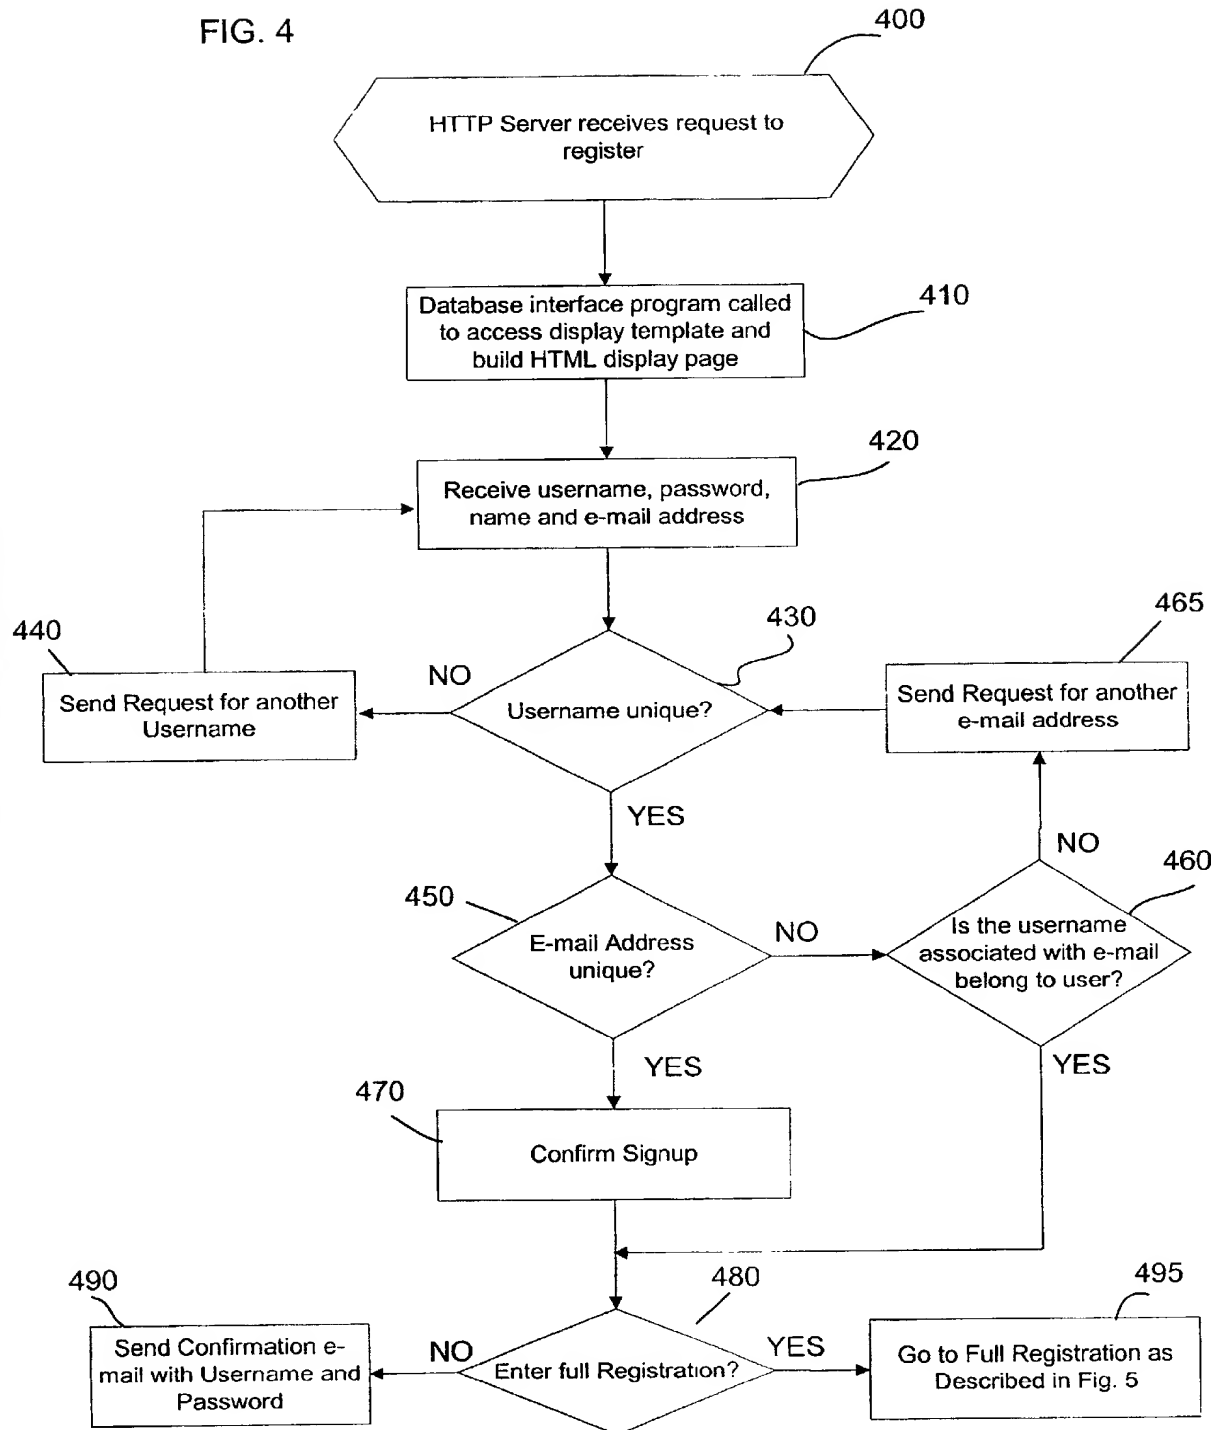 FIG. 4
400
HTTP Server receives request to
register
410
Database interface program called
to access display template and
build HTML display page
420
Receive username, password,
name and e-mail address
430
Username unique?
NO
440
Send Request for another
Username
465
Send Request for another
e-mail address
YES
NO
450
E-mail Address
unique?
NO
460
Is the username
associated with e-mail
belong to user?
YES
YES
470
Confirm Signup
480
Enter full Registration?
490
Send Confirmation e-
mail with Username and
Password
NO
YES
495
Go to Full Registration as
Described in Fig. 5